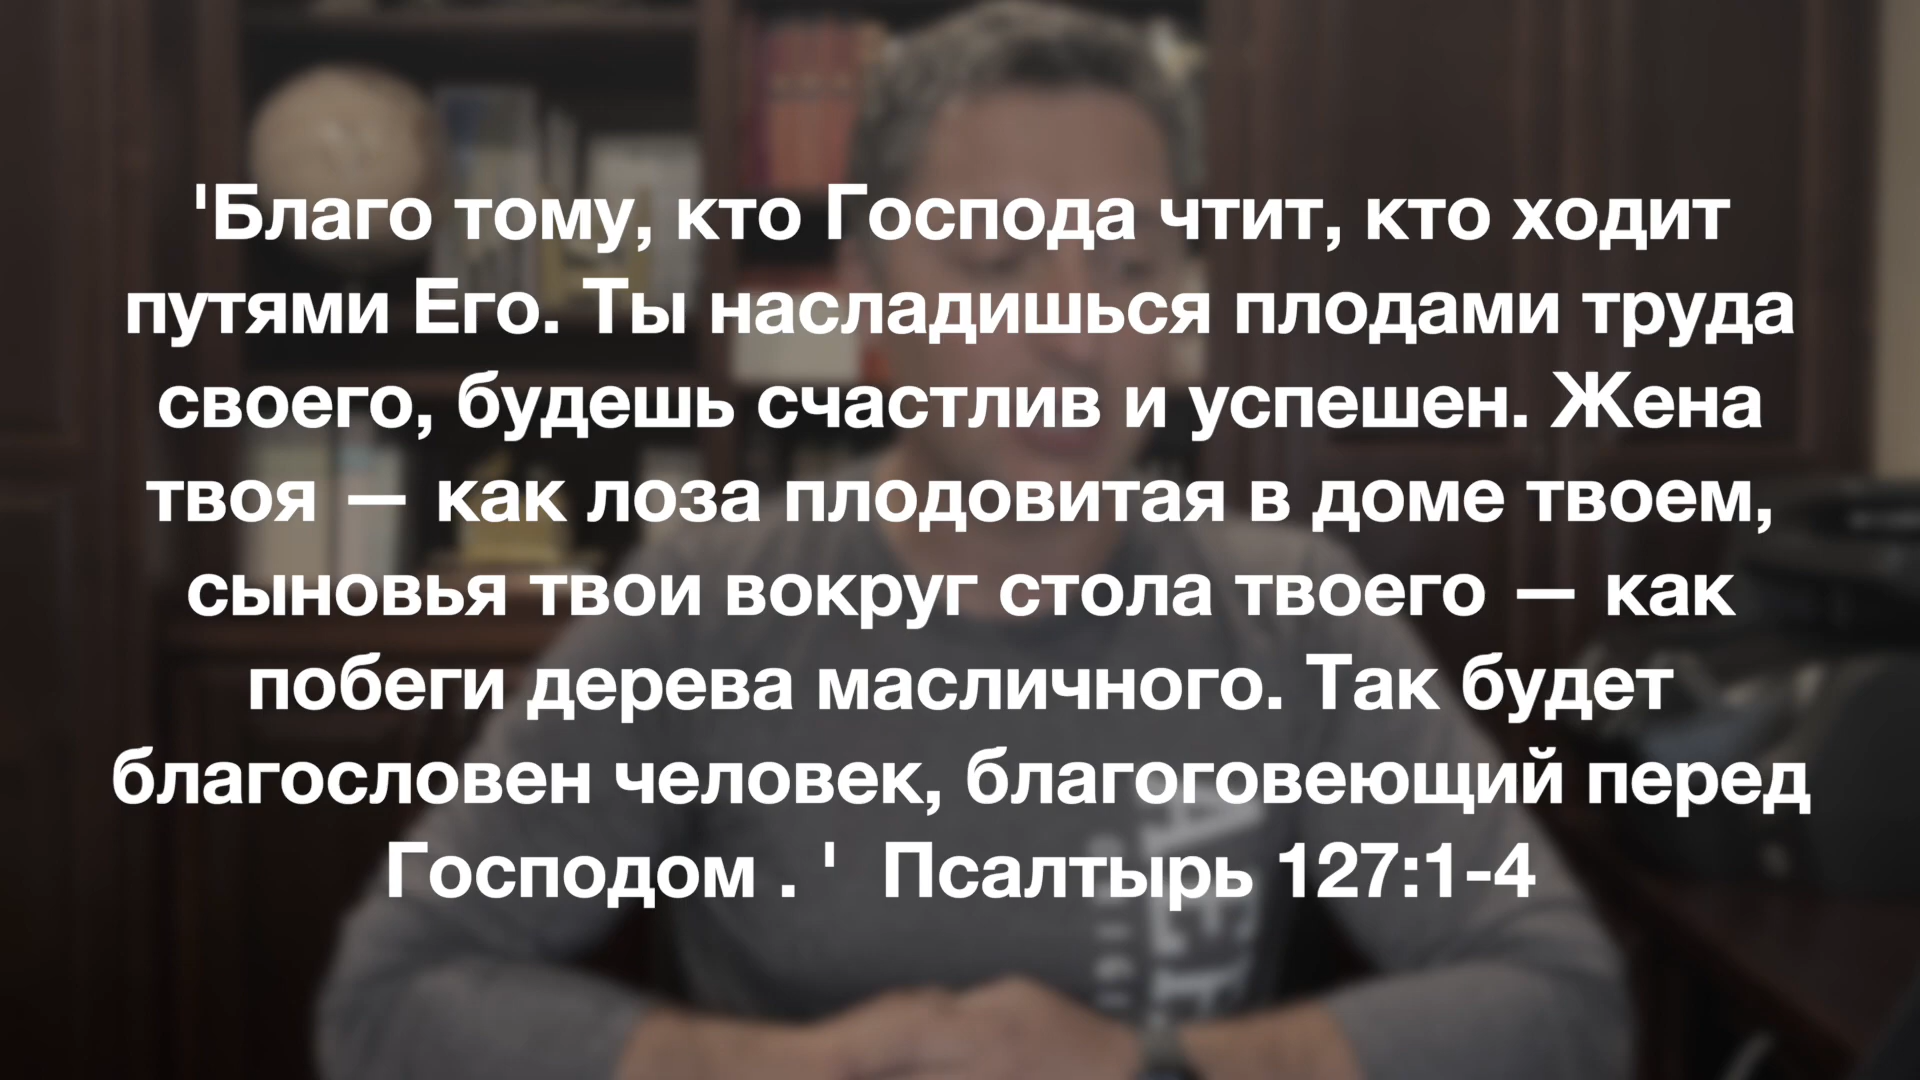 'Благо тому, кто Господа чтит, кто ходит
путями Его. Ты насладишься плодами труда
своего, будешь счастлив и успешен. Жена
твоя — как лоза плодовитая в доме твоем,
сыновья твои вокруг стола твоего — как
побеги дерева масличного. Так будет
благословен человек, благоговеющий перед
Господом . ' Псалтырь 127:1-4